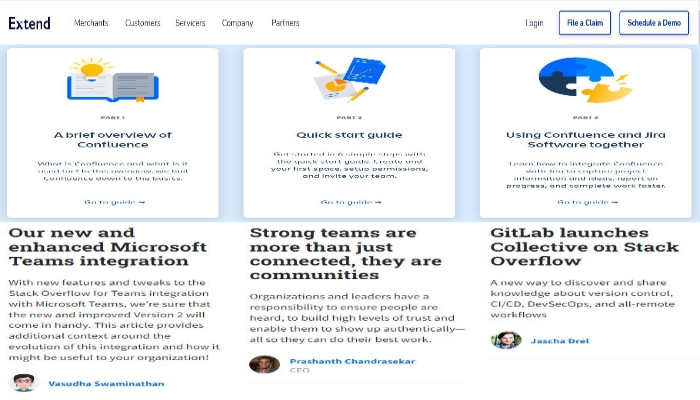 Extend
Merchants Customers Servicers Company Partners
Login File a Claim Schedule a Demo
PART 1
A brief overview of
Confluence
What is Confluence and what is it
used for? In this overview, we boil
Confluence down to the basics.
Go to guide →
PART 2
Quick start guide
Get started in 6 simple steps with
the quick start guide. Create and
your first space, setup permissions,
and invite your team.
Go to guide →
PART 3
Using Confluence and Jira
Software together
Learn how to integrate Confluence
with Jira to capture project
information and ideas, report on
progress, and complete work faster.
Go to guide →
Our new and
enhanced Microsoft
Teams integration
With new features and tweaks to the
Stack Overflow for Teams integration
with Microsoft Teams, we're sure that
the new and improved Version 2 will
come in handy. This article provides
additional context around the
evolution of this integration and how it
might be useful to your organization!
Vasudha Swaminathan
Strong teams are
more than just
connected, they are
communities
Organizations and leaders have a
responsibility to ensure people are
heard, to build high levels of trust and
enable them to show up authentically—
all so they can do their best work.
Prashanth Chandrasekar
CEO
GitLab launches
Collective on Stack
Overflow
A new way to discover and share
knowledge about version control,
CI/CD, DevSecOps, and all-remote
workflows
Jascha Drel